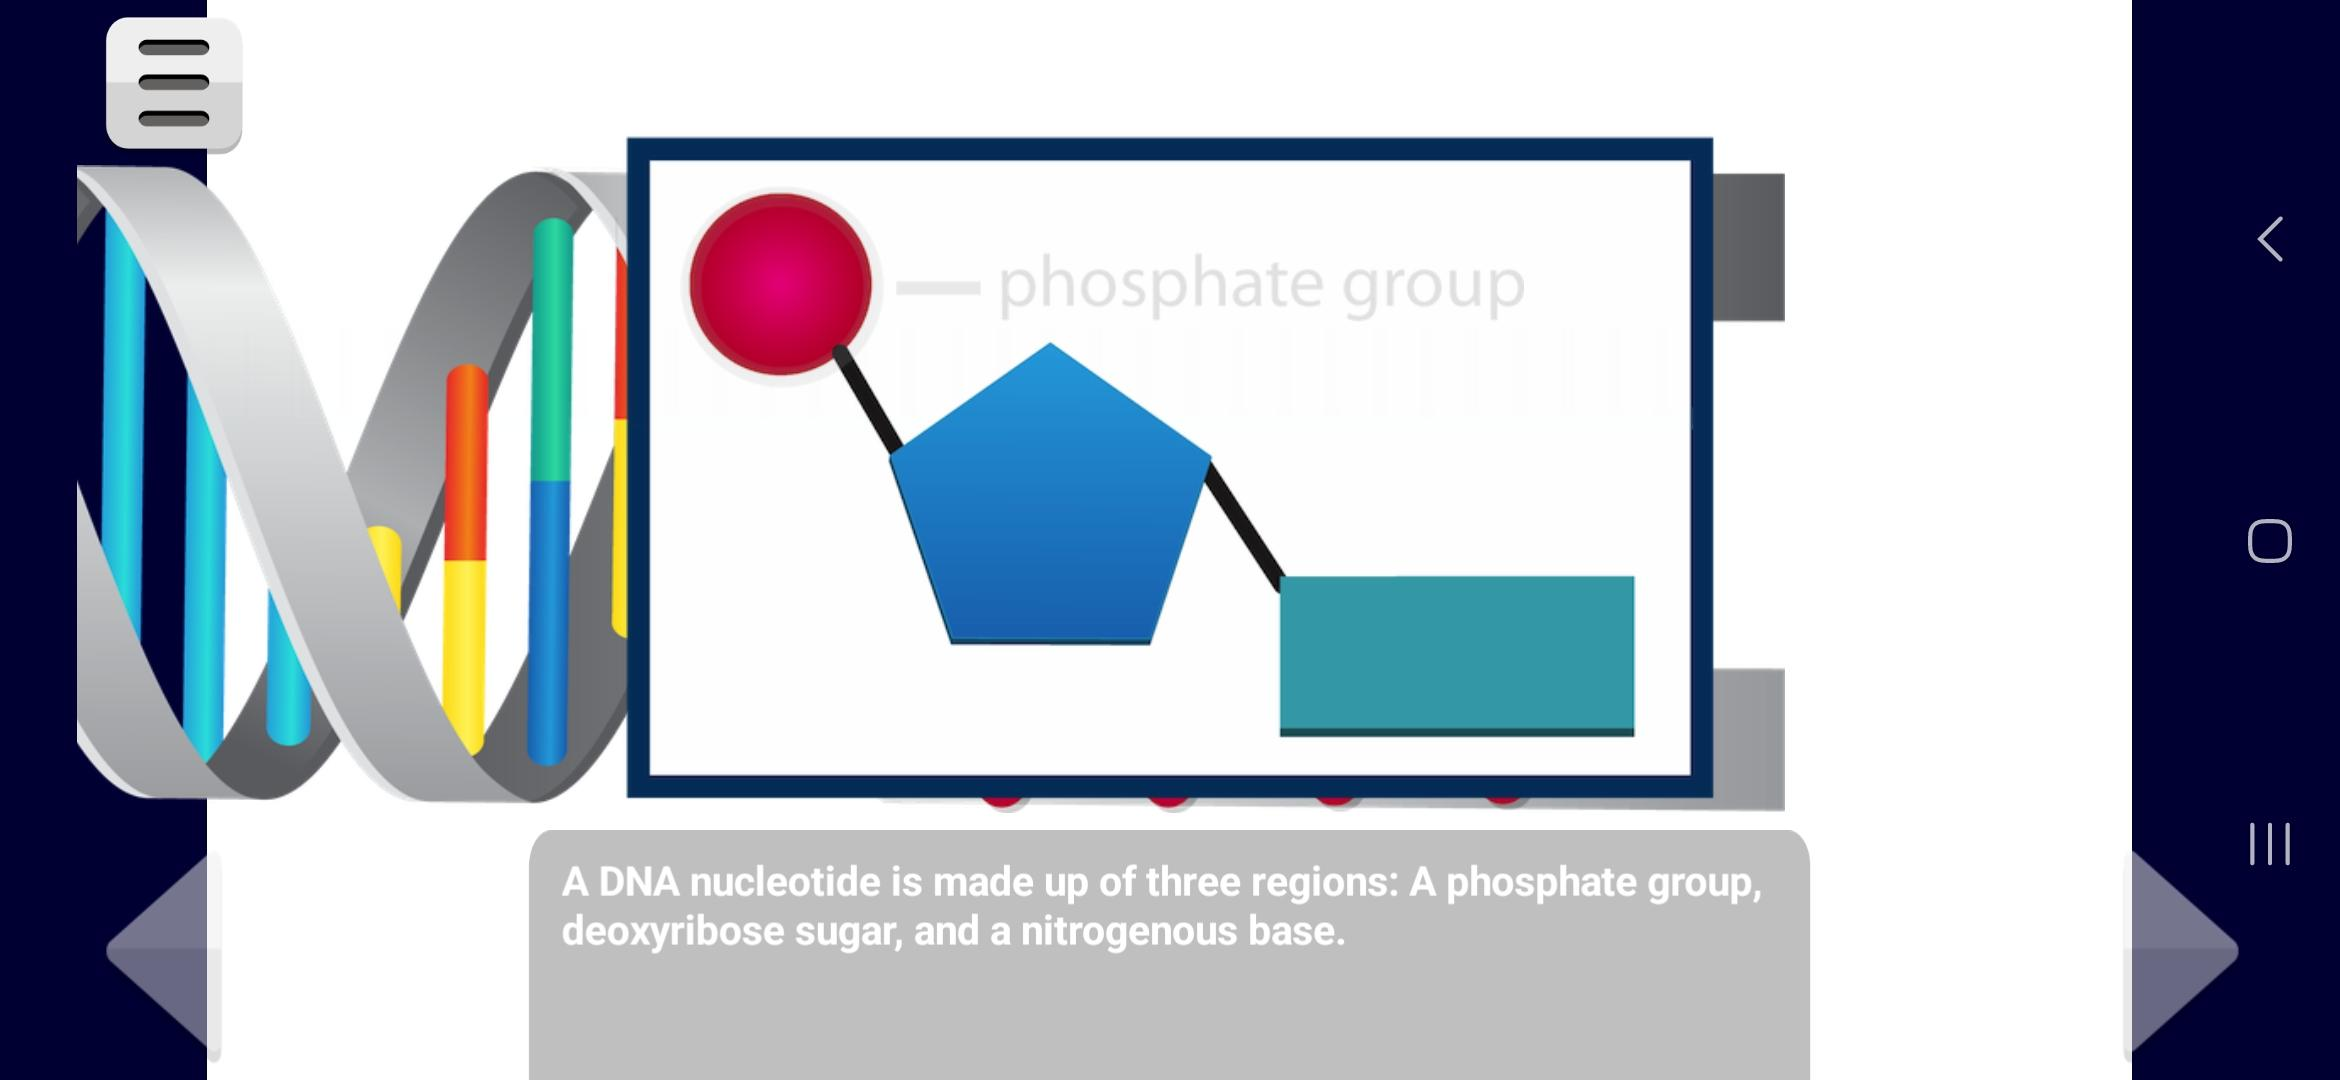 phosphate group
A DNA nucleotide is made up of three regions: A phosphate group,
deoxyribose sugar, and a nitrogenous base.